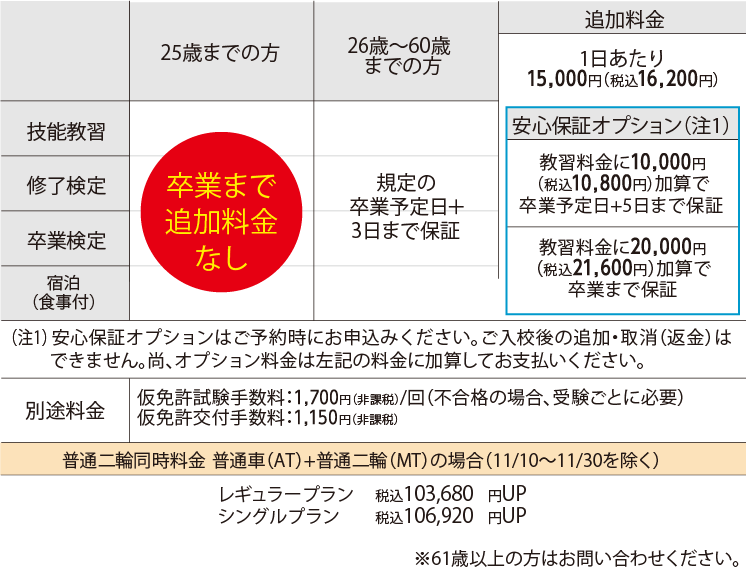 25歳までの方
26歳〜60歳
までの方
追加料金
1日あたり
15,000円(税込16,200円)
技能教習
修了検定
卒業検定
宿泊
(食事付)
卒業まで
追加料金
なし
規定の
卒業予定日＋
3日まで保証
安心保証オプション(注1)
教習料金に10,000円
(税込10,800円)加算で
卒業予定日+5日まで保証
教習料金に20,000円
(税込21,600円)加算で
卒業まで保証
(注1) 安心保証オプションはご予約時にお申込みください。ご入校後の追加・取消(返金)は
できません。尚、オプション料金は左記の料金に加算してお支払いください。
別途料金
仮免許試験手数料：1,700円(非課税)/回(不合格の場合、受験ごとに必要)
仮免許交付手数料：1,150円(非課税)
普通二輪同時料金 普通車(AT)+普通二輪(MT)の場合(11/10〜11/30を除く)
レギュラープラン 税込103,680 円UP
シングルプラン 税込106,920 円UP
※61歳以上の方はお問い合わせください。